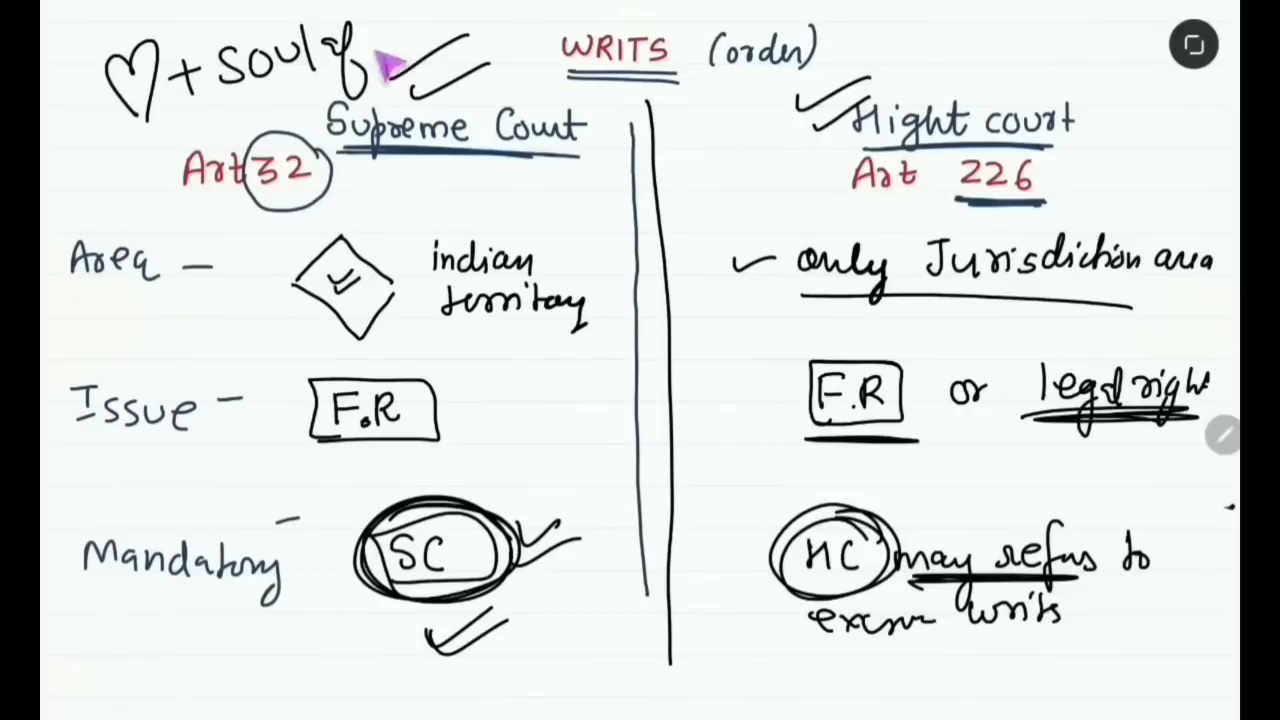 ♡ + SOUl of
WRITS (order)
Supreme Court
Hight court
Art 32
Art 226
Area -
indian
territory
only Jurisdiction area
Issue -
F.R
F.R or legal right
Mandatory -
SC
HC may refus to
writs